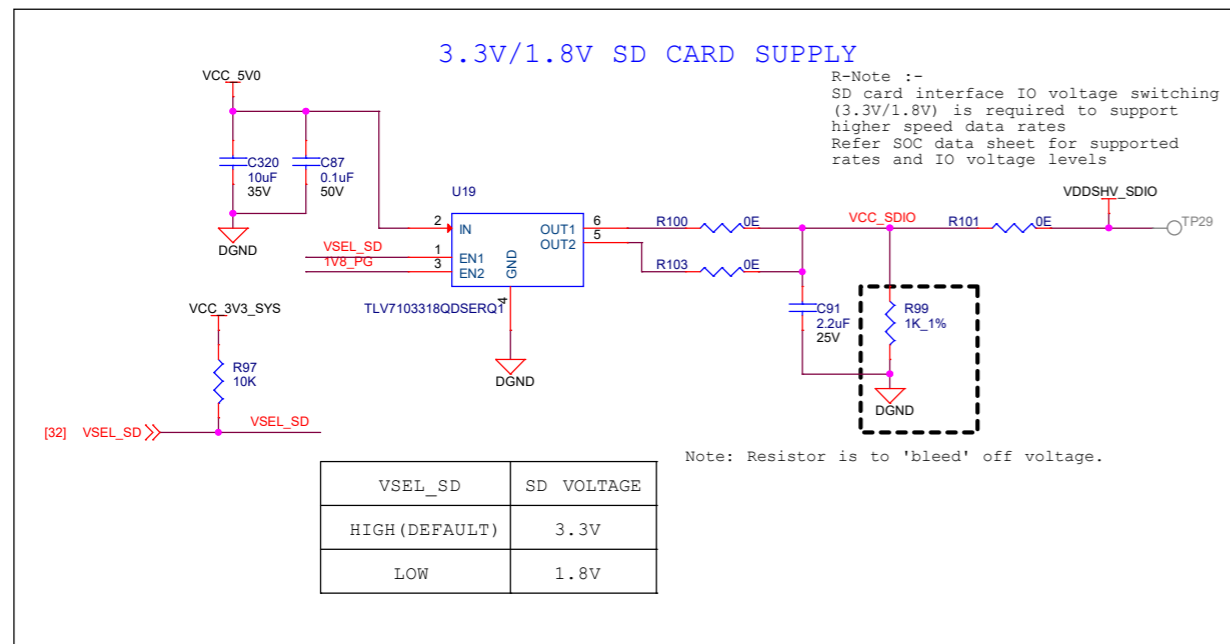 3.3V/1.8V SD CARD SUPPLY
R-Note :-
SD card interface IO voltage switching
(3.3V/1.8V) is required to support
higher speed data rates
Refer SOC data sheet for supported
rates and IO voltage levels
VCC_5V0
C320
10uF
35V
C87
0.1uF
50V
DGND
U19
2
IN
VSEL_SD
1
EN1
1V8_PG
3
EN2
GND
4
OUT1
6
OUT2
5
TLV7103318QDSERQ1
DGND
R100
0E
R103
0E
VCC_SDIO
R101
0E
VDDSHV_SDIO
TP29
C91
2.2uF
25V
R99
1K_1%
DGND
Note: Resistor is to 'bleed' off voltage.
VCC_3V3_SYS
R97
10K
[32] VSEL_SD
VSEL_SD
VSEL_SD SD VOLTAGE
HIGH(DEFAULT) 3.3V
LOW 1.8V